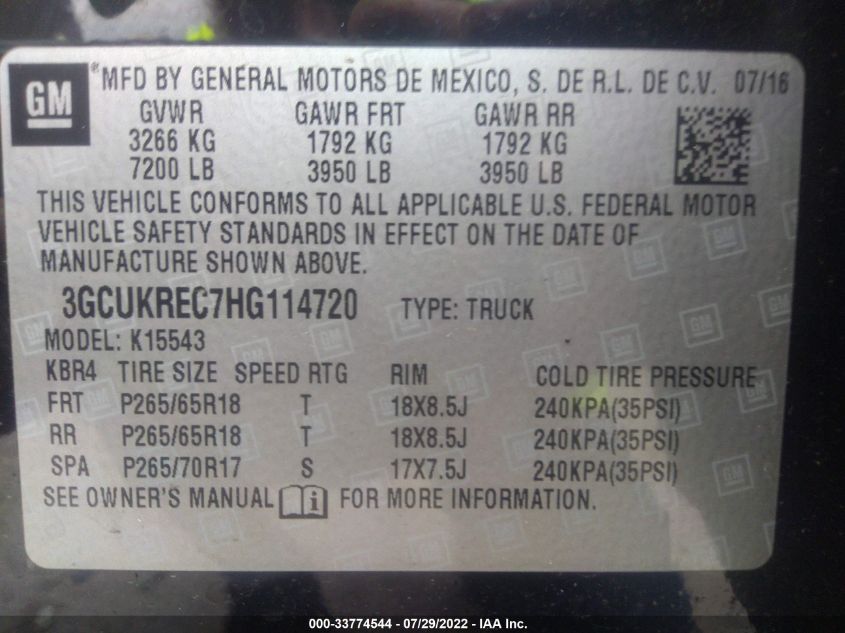 GM
®MFD BY GENERAL MOTORS DE MEXICO, S. DE R.L. DE C.V. 07/16
GVWR GAWR FRT GAWR RR
3266 KG 1792 KG 1792 KG
7200 LB 3950 LB 3950 LB
THIS VEHICLE CONFORMS TO ALL APPLICABLE U.S. FEDERAL MOTOR
VEHICLE SAFETY STANDARDS IN EFFECT ON THE DATE OF
MANUFACTURE SHOWN ABOVE.
3GCUKREC7HG114720 TYPE: TRUCK
MODEL: K15543
KBR4 TIRE SIZE SPEED RTG RIM COLD TIRE PRESSURE
FRT P265/65R18 T 18X8.5J 240KPA(35PSI)
RR P265/65R18 T 18X8.5J 240KPA(35PSI)
SPA P265/70R17 S 17X7.5J 240KPA(35PSI)
SEE OWNER'S MANUAL i FOR MORE INFORMATION.
000-33774544 / 07/29/2022 - IAA Inc.